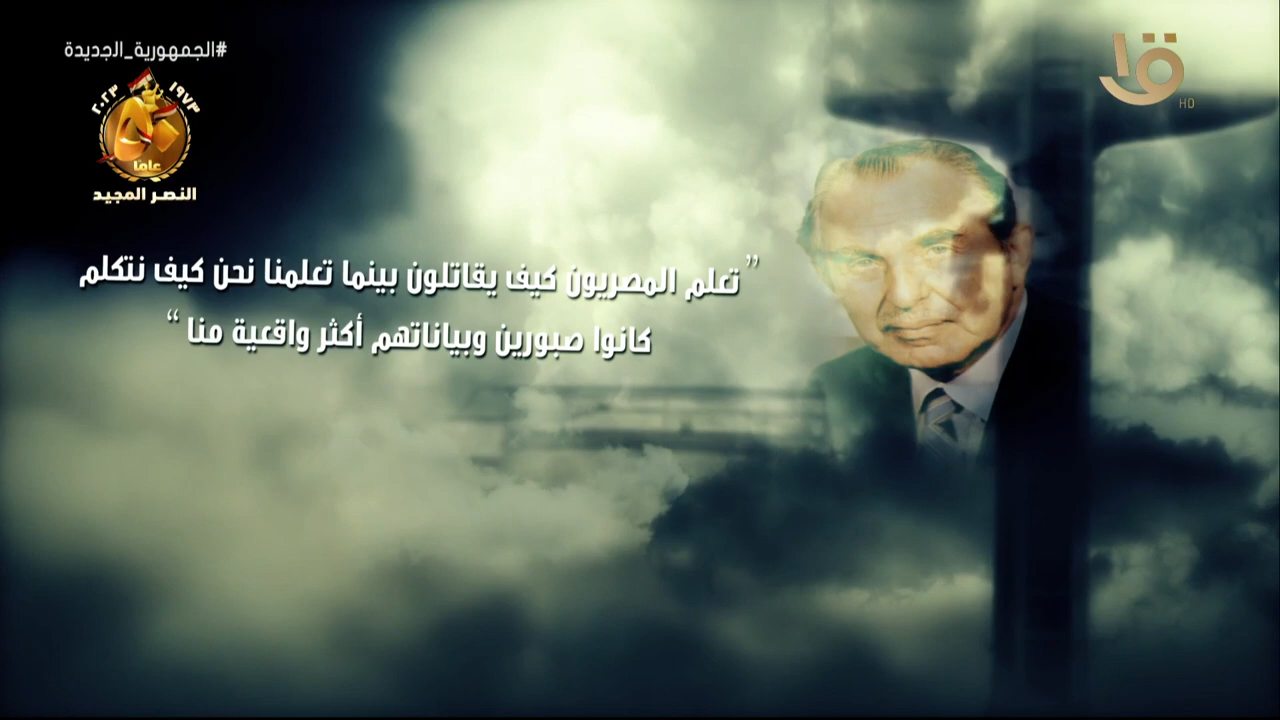 #الجمهورية_الجديدة
١٩٧٣ ٢٠٢٣
٥٠
عامًا
النصر المجيد
HD
” تعلم المصريون كيف يقاتلون بينما تعلمنا نحن كيف نتكلم
كانوا صبورين وبياناتهم أكثر واقعية منا “